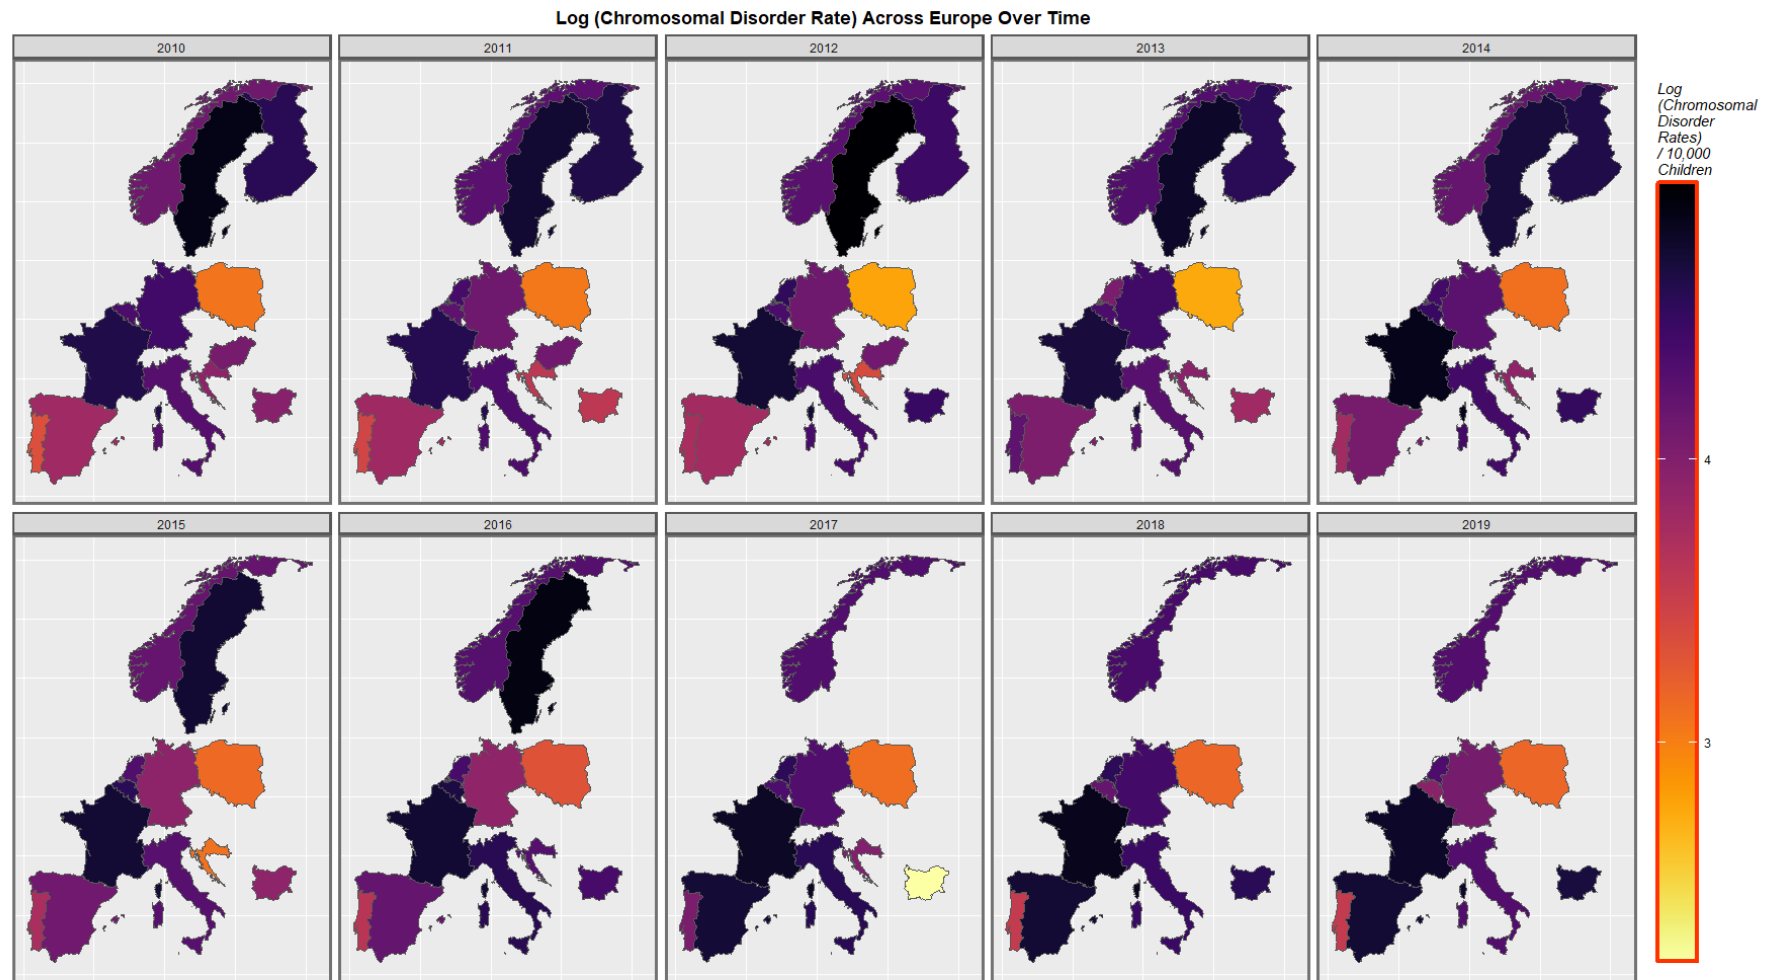 Log (Chromosomal Disorder Rate) Across Europe Over Time
2010
2011
2012
2013
2014
Log
(Chromosomal
Disorder
Rates)
/ 10,000
Children
4
3
2015
2016
2017
2018
2019